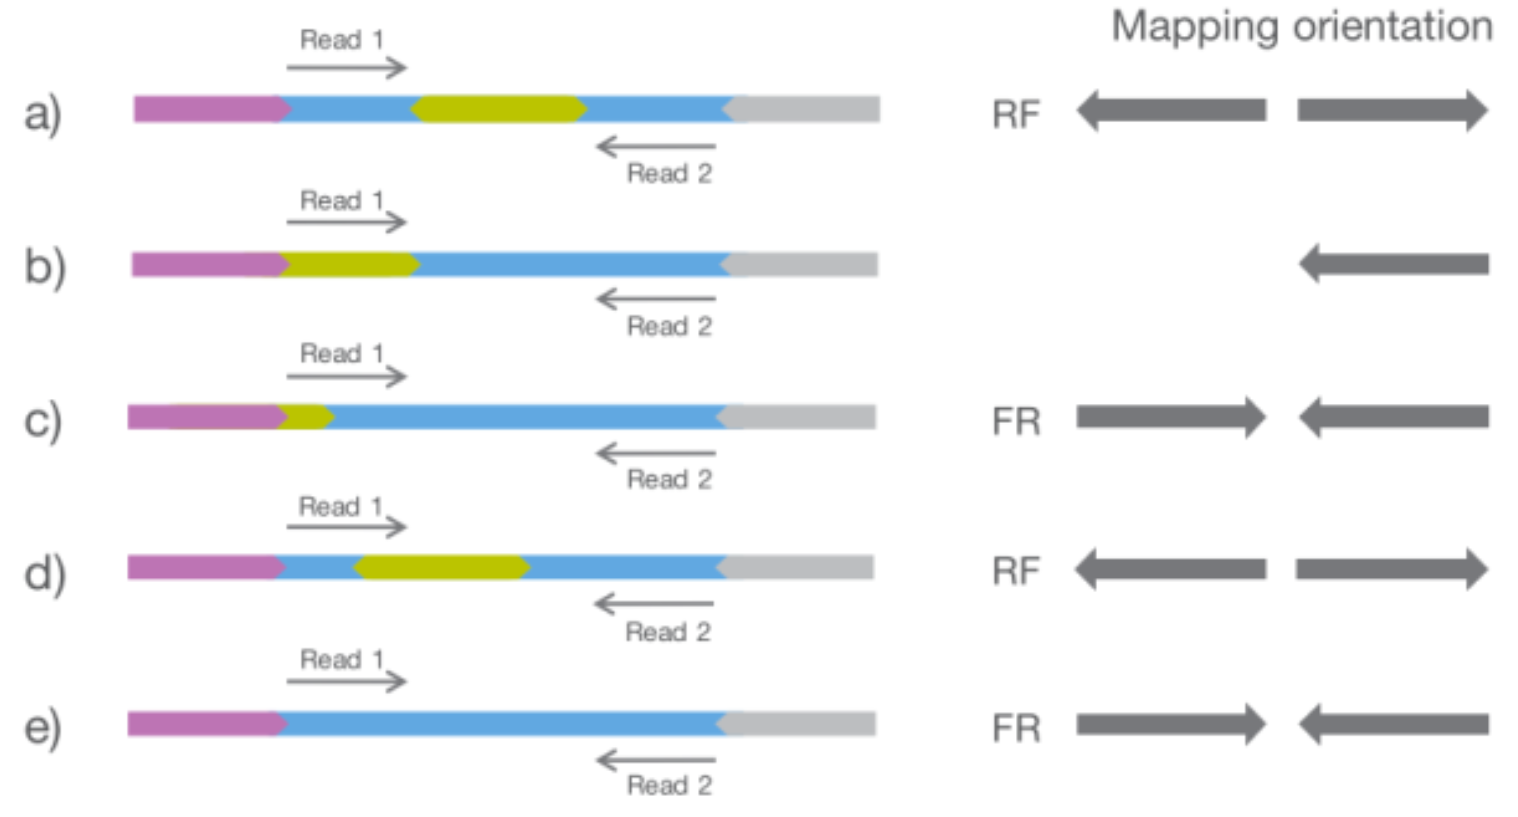 Mapping orientation
Read 1
a)
RF
Read 2
Read 1
b)
Read 2
Read 1
c)
FR
Read 2
Read 1
d)
RF
Read 2
Read 1
e)
FR
Read 2